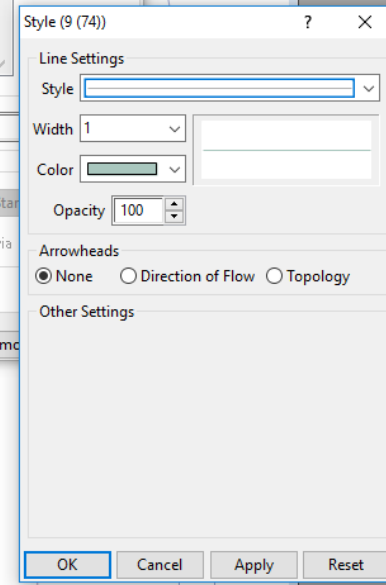 Style (9 (74))
?
Line Settings
Style
Width 1
Color
Opacity 100
Arrowheads
None Direction of Flow Topology
Other Settings
OK Cancel Apply Reset